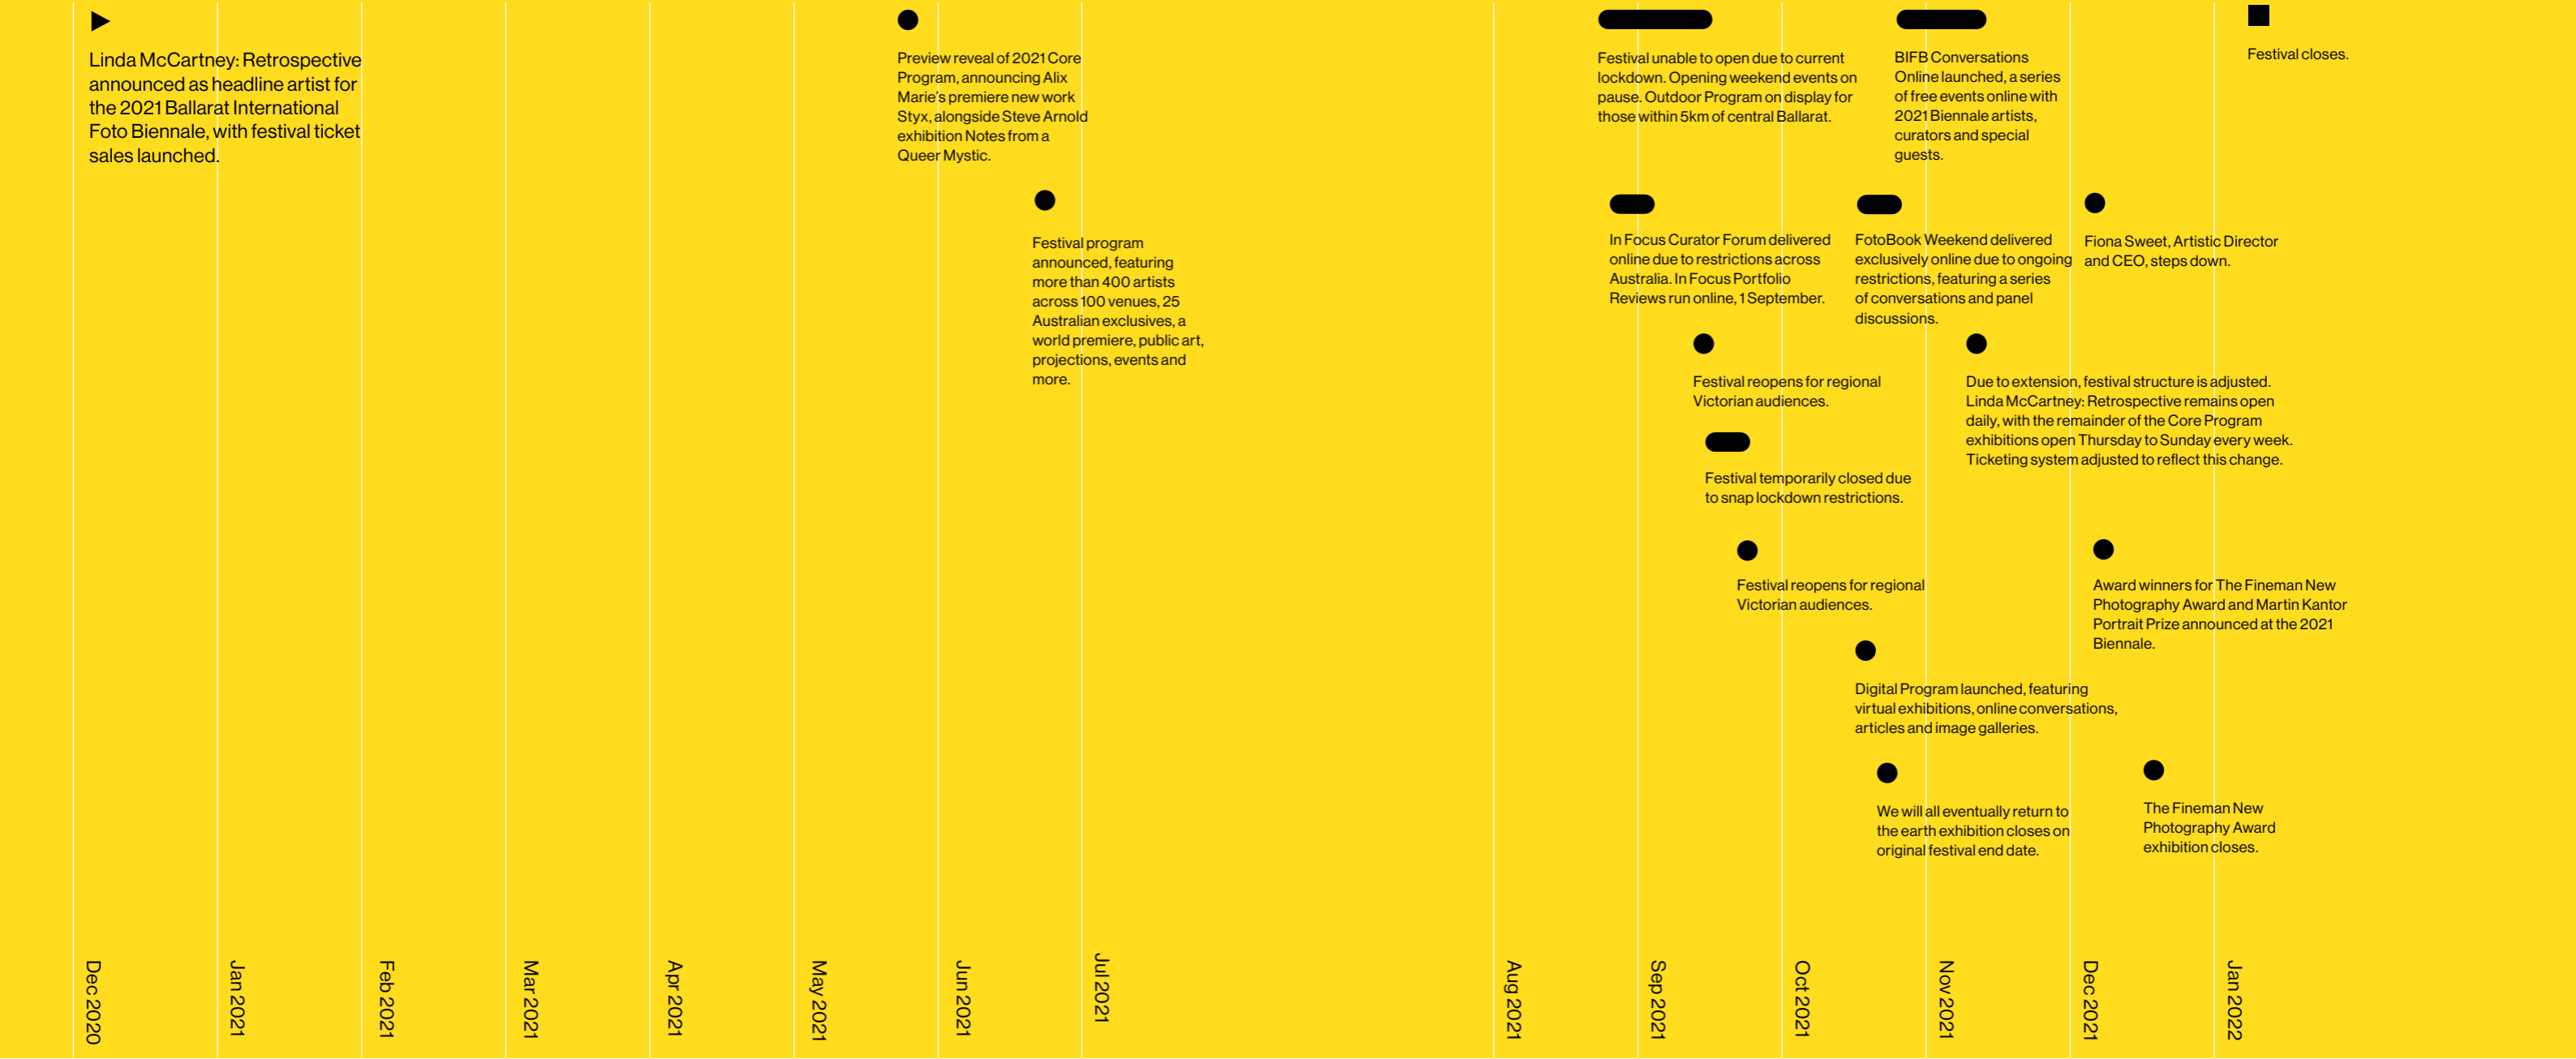 Linda McCartney: Retrospective
announced as headline artist for
the 2021 Ballarat International
Foto Biennale, with festival ticket
sales launched.
Preview reveal of 2021 Core
Program, announcing Alix
Marie's premiere new work
Styx, alongside Steve Arnold
exhibition Notes from a
Queer Mystic.
Festival program
announced, featuring
more than 400 artists
across 100 venues, 25
Australian exclusives, a
world premiere, public art,
projections, events and
more.
Festival unable to open due to current
lockdown. Opening weekend events on
pause. Outdoor Program on display for
those within 5km of central Ballarat.
In Focus Curator Forum delivered
online due to restrictions across
Australia. In Focus Portfolio
Reviews run online, 1 September.
Festival reopens for regional
Victorian audiences.
Festival temporarily closed due
to snap lockdown restrictions.
Festival reopens for regional
Victorian audiences.
BIFB Conversations
Online launched, a series
of free events online with
2021 Biennale artists,
curators and special
guests.
FotoBook Weekend delivered
exclusively online due to ongoing
restrictions, featuring a series
of conversations and panel
discussions.
Due to extension, festival structure is adjusted.
Linda McCartney: Retrospective remains open
daily, with the remainder of the Core Program
exhibitions open Thursday to Sunday every week.
Ticketing system adjusted to reflect this change.
Digital Program launched, featuring
virtual exhibitions, online conversations,
articles and image galleries.
We will all eventually return to
the earth exhibition closes on
original festival end date.
Festival closes.
Fiona Sweet, Artistic Director
and CEO, steps down.
Award winners for The Fineman New
Photography Award and Martin Kantor
Portrait Prize announced at the 2021
Biennale.
The Fineman New
Photography Award
exhibition closes.
Dec 2020
Jan 2021
Feb 2021
Mar 2021
Apr 2021
May 2021
Jun 2021
Jul 2021
Aug 2021
Sep 2021
Oct 2021
Nov 2021
Dec 2021
Jan 2022